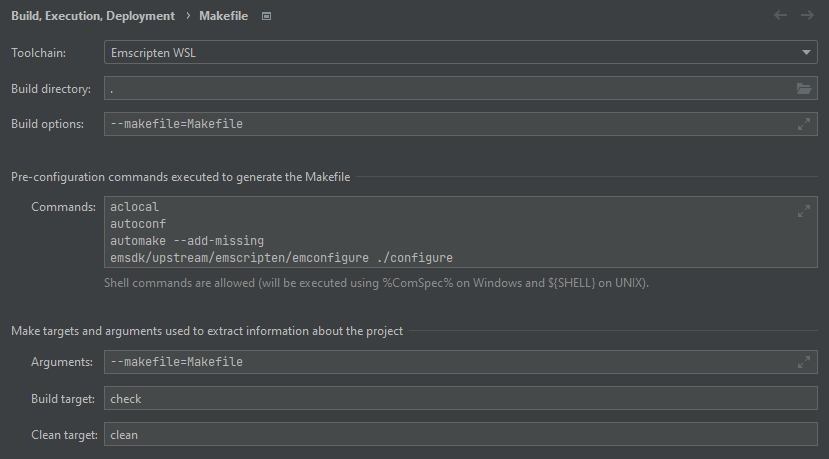 Build, Execution, Deployment › Makefile
Toolchain: Emscripten WSL
Build directory: .
Build options: --makefile=Makefile
Pre-configuration commands executed to generate the Makefile
Commands: aclocal
autoconf
automake --add-missing
emsdk/upstream/emscripten/emconfigure ./configure
Shell commands are allowed (will be executed using %ComSpec% on Windows and ${SHELL} on UNIX).
Make targets and arguments used to extract information about the project
Arguments: --makefile=Makefile
Build target: check
Clean target: clean